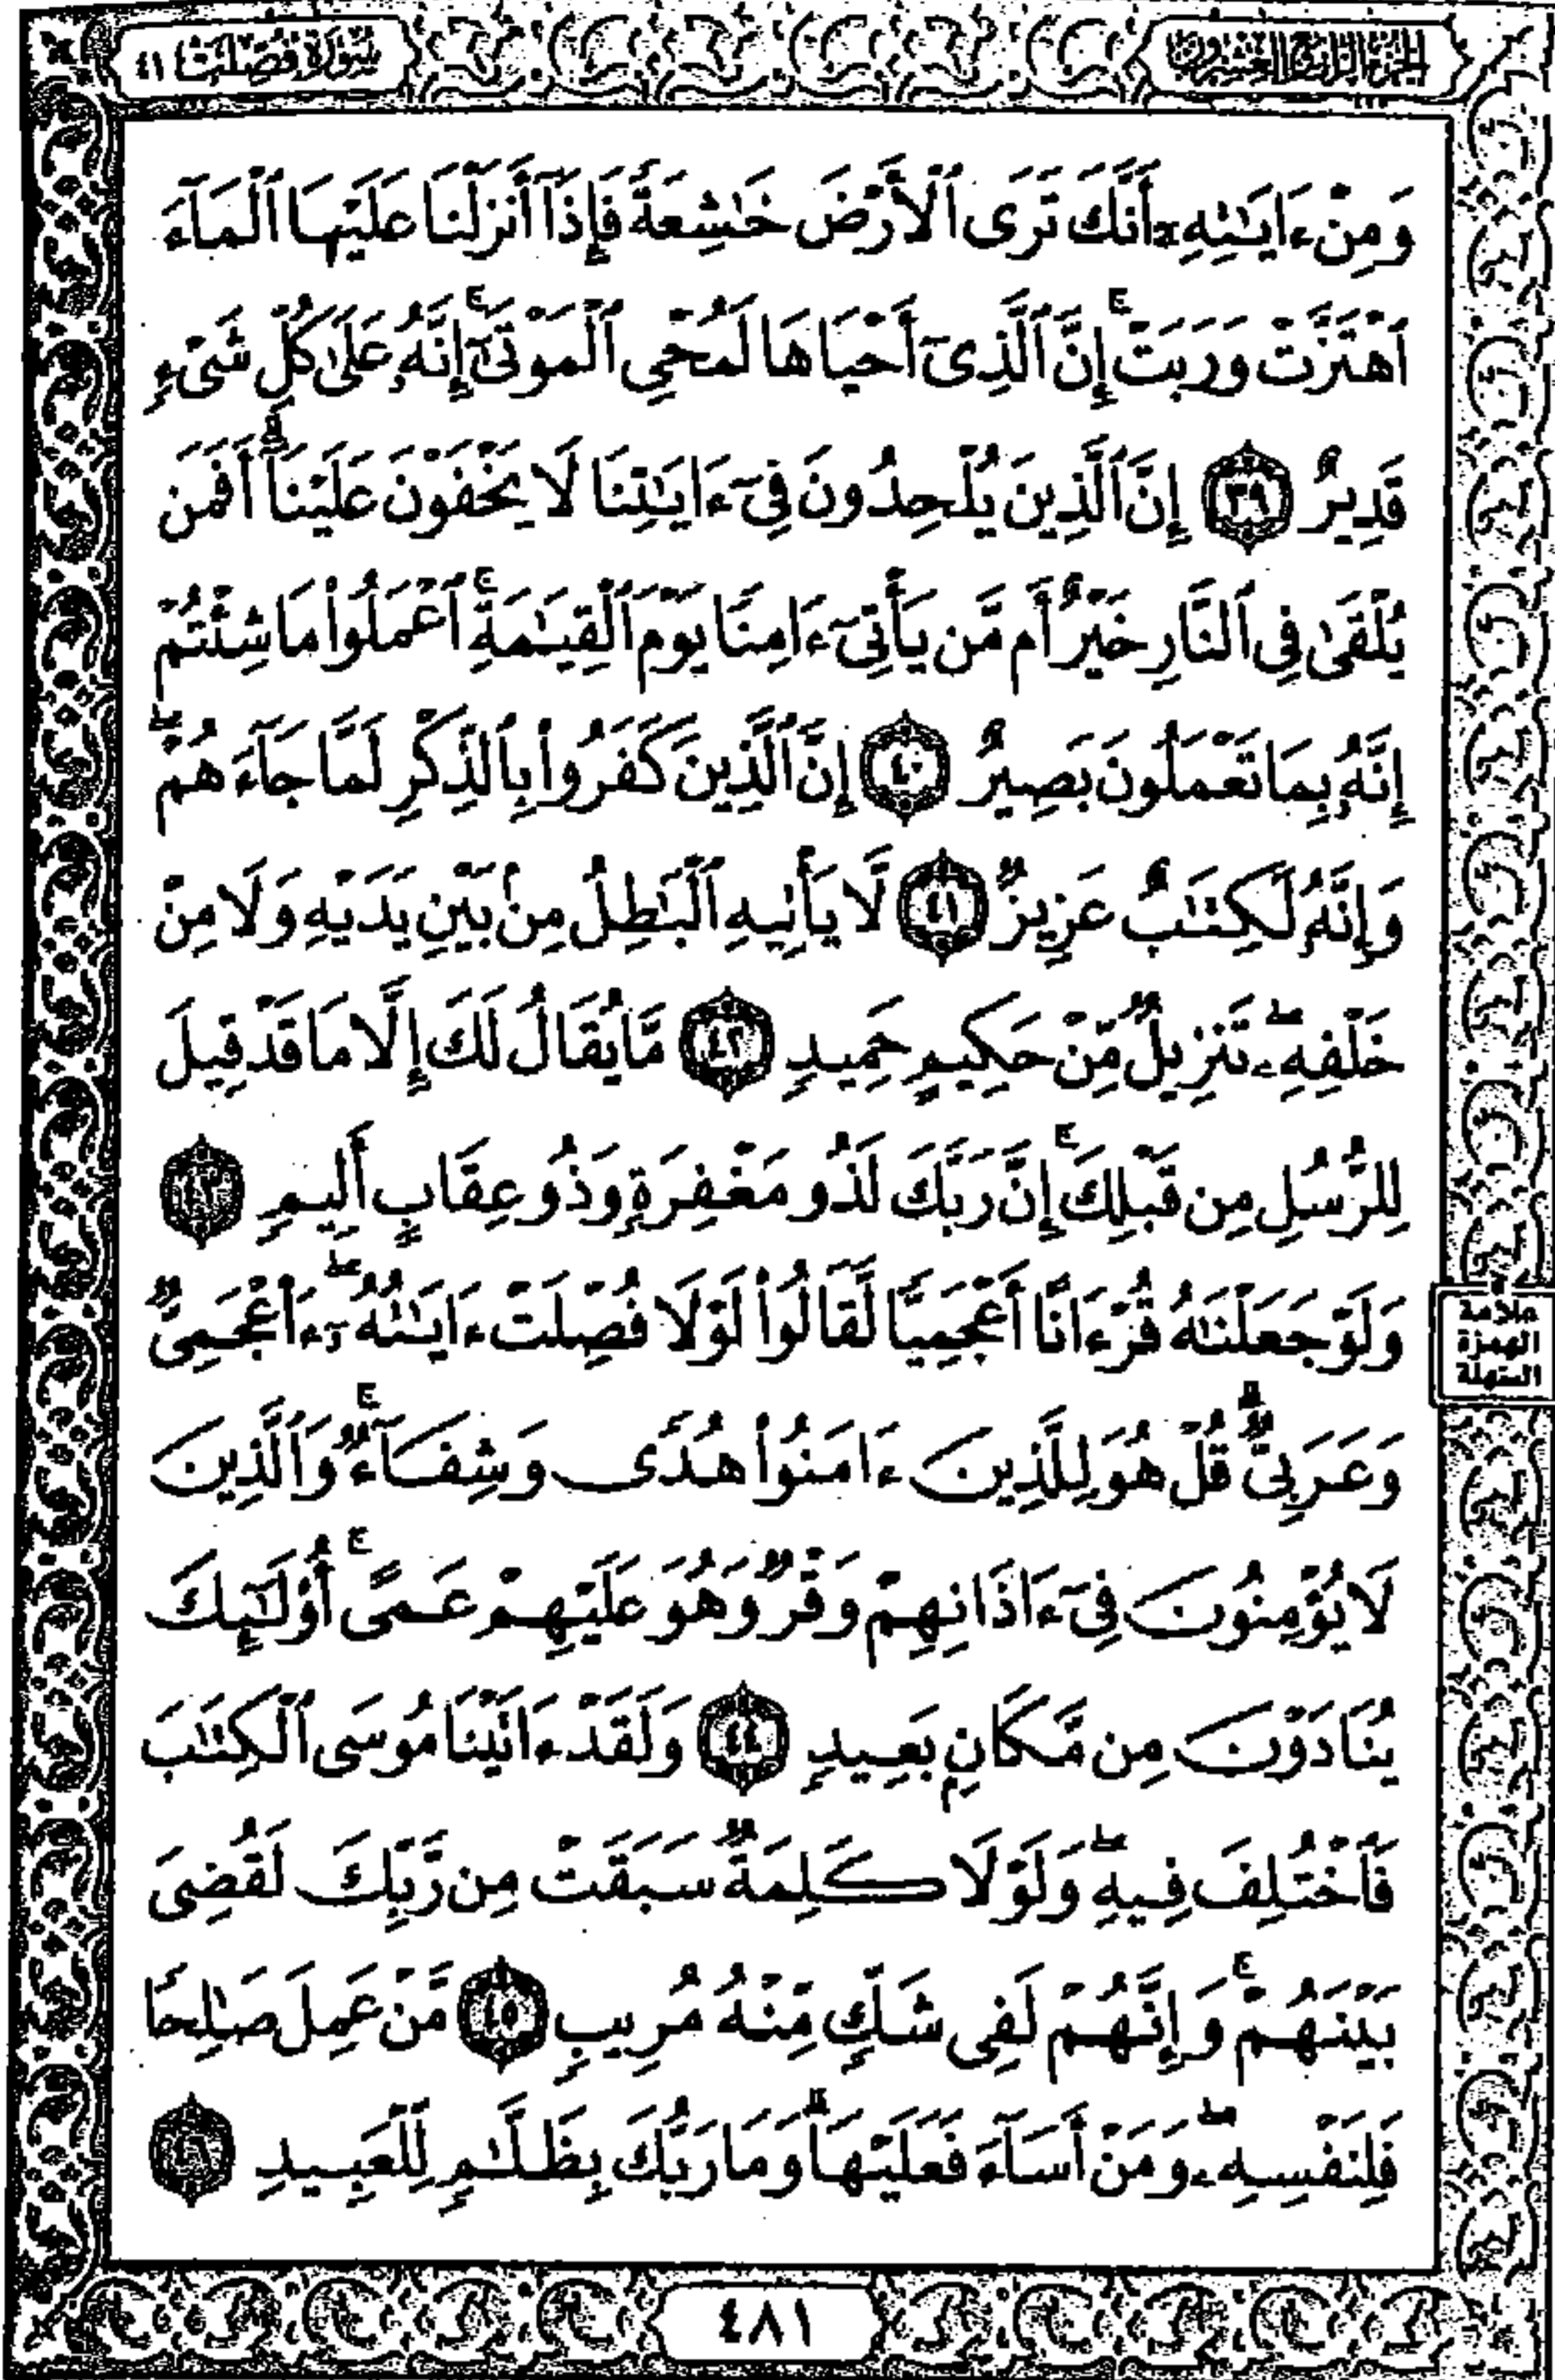 الجزء الرابع والعشرون
سورة فصلت ٤١
وَمِنْ ءَايَٰتِهِۦٓ أَنَّكَ تَرَى ٱلْأَرْضَ خَٰشِعَةً فَإِذَآ أَنزَلْنَا عَلَيْهَا ٱلْمَآءَ
ٱهْتَزَّتْ وَرَبَتْ ۚ إِنَّ ٱلَّذِىٓ أَحْيَاهَا لَمُحْىِ ٱلْمَوْتَىٰٓ ۚ إِنَّهُۥ عَلَىٰ كُلِّ شَىْءٍ
قَدِيرٌ ٣٩ إِنَّ ٱلَّذِينَ يُلْحِدُونَ فِىٓ ءَايَٰتِنَا لَا يَخْفَوْنَ عَلَيْنَآ ۗ أَفَمَن
يُلْقَىٰ فِى ٱلنَّارِ خَيْرٌ أَم مَّن يَأْتِىٓ ءَامِنًا يَوْمَ ٱلْقِيَٰمَةِ ۚ ٱعْمَلُوا۟ مَا شِئْتُمْ
إِنَّهُۥ بِمَا تَعْمَلُونَ بَصِيرٌ ٤٠ إِنَّ ٱلَّذِينَ كَفَرُوا۟ بِٱلذِّكْرِ لَمَّا جَآءَهُمْ ۖ
وَإِنَّهُۥ لَكِتَٰبٌ عَزِيزٌ ٤١ لَّا يَأْتِيهِ ٱلْبَٰطِلُ مِنۢ بَيْنِ يَدَيْهِ وَلَا مِنْ
خَلْفِهِۦ ۖ تَنزِيلٌ مِّنْ حَكِيمٍ حَمِيدٍ ٤٢ مَّا يُقَالُ لَكَ إِلَّا مَا قَدْ قِيلَ
لِلرُّسُلِ مِن قَبْلِكَ ۚ إِنَّ رَبَّكَ لَذُو مَغْفِرَةٍ وَذُو عِقَابٍ أَلِيمٍ ٤٣
وَلَوْ جَعَلْنَٰهُ قُرْءَانًا أَعْجَمِيًّا لَّقَالُوا۟ لَوْلَا فُصِّلَتْ ءَايَٰتُهُۥٓ ۖ ءَا۬عْجَمِىٌّ
وَعَرَبِىٌّ ۗ قُلْ هُوَ لِلَّذِينَ ءَامَنُوا۟ هُدًى وَشِفَآءٌ ۚ وَٱلَّذِينَ
لَا يُؤْمِنُونَ فِىٓ ءَاذَانِهِمْ وَقْرٌ وَهُوَ عَلَيْهِمْ عَمًى ۚ أُو۟لَٰٓئِكَ
يُنَادَوْنَ مِن مَّكَانٍۭ بَعِيدٍ ٤٤ وَلَقَدْ ءَاتَيْنَا مُوسَى ٱلْكِتَٰبَ
فَٱخْتُلِفَ فِيهِ ۗ وَلَوْلَا كَلِمَةٌ سَبَقَتْ مِن رَّبِّكَ لَقُضِىَ
بَيْنَهُمْ ۚ وَإِنَّهُمْ لَفِى شَكٍّ مِّنْهُ مُرِيبٍ ٤٥ مَّنْ عَمِلَ صَٰلِحًا
فَلِنَفْسِهِۦ ۖ وَمَنْ أَسَآءَ فَعَلَيْهَا ۗ وَمَا رَبُّكَ بِظَلَّٰمٍ لِّلْعَبِيدِ ٤٦
علامة
الهمزة
المسهلة
٤٨١